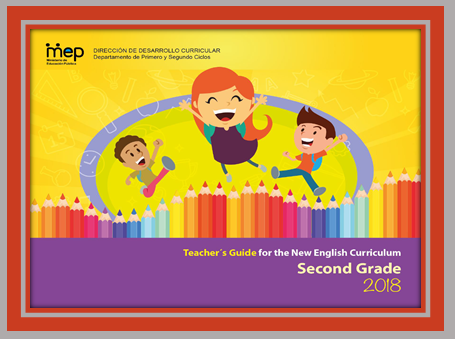 mep
Ministerio de
Educación Pública
DIRECCIÓN DE DESARROLLO CURRICULAR
Departamento de Primero y Segundo Ciclos
Teacher´s Guide for the New English Curriculum
Second Grade
2018